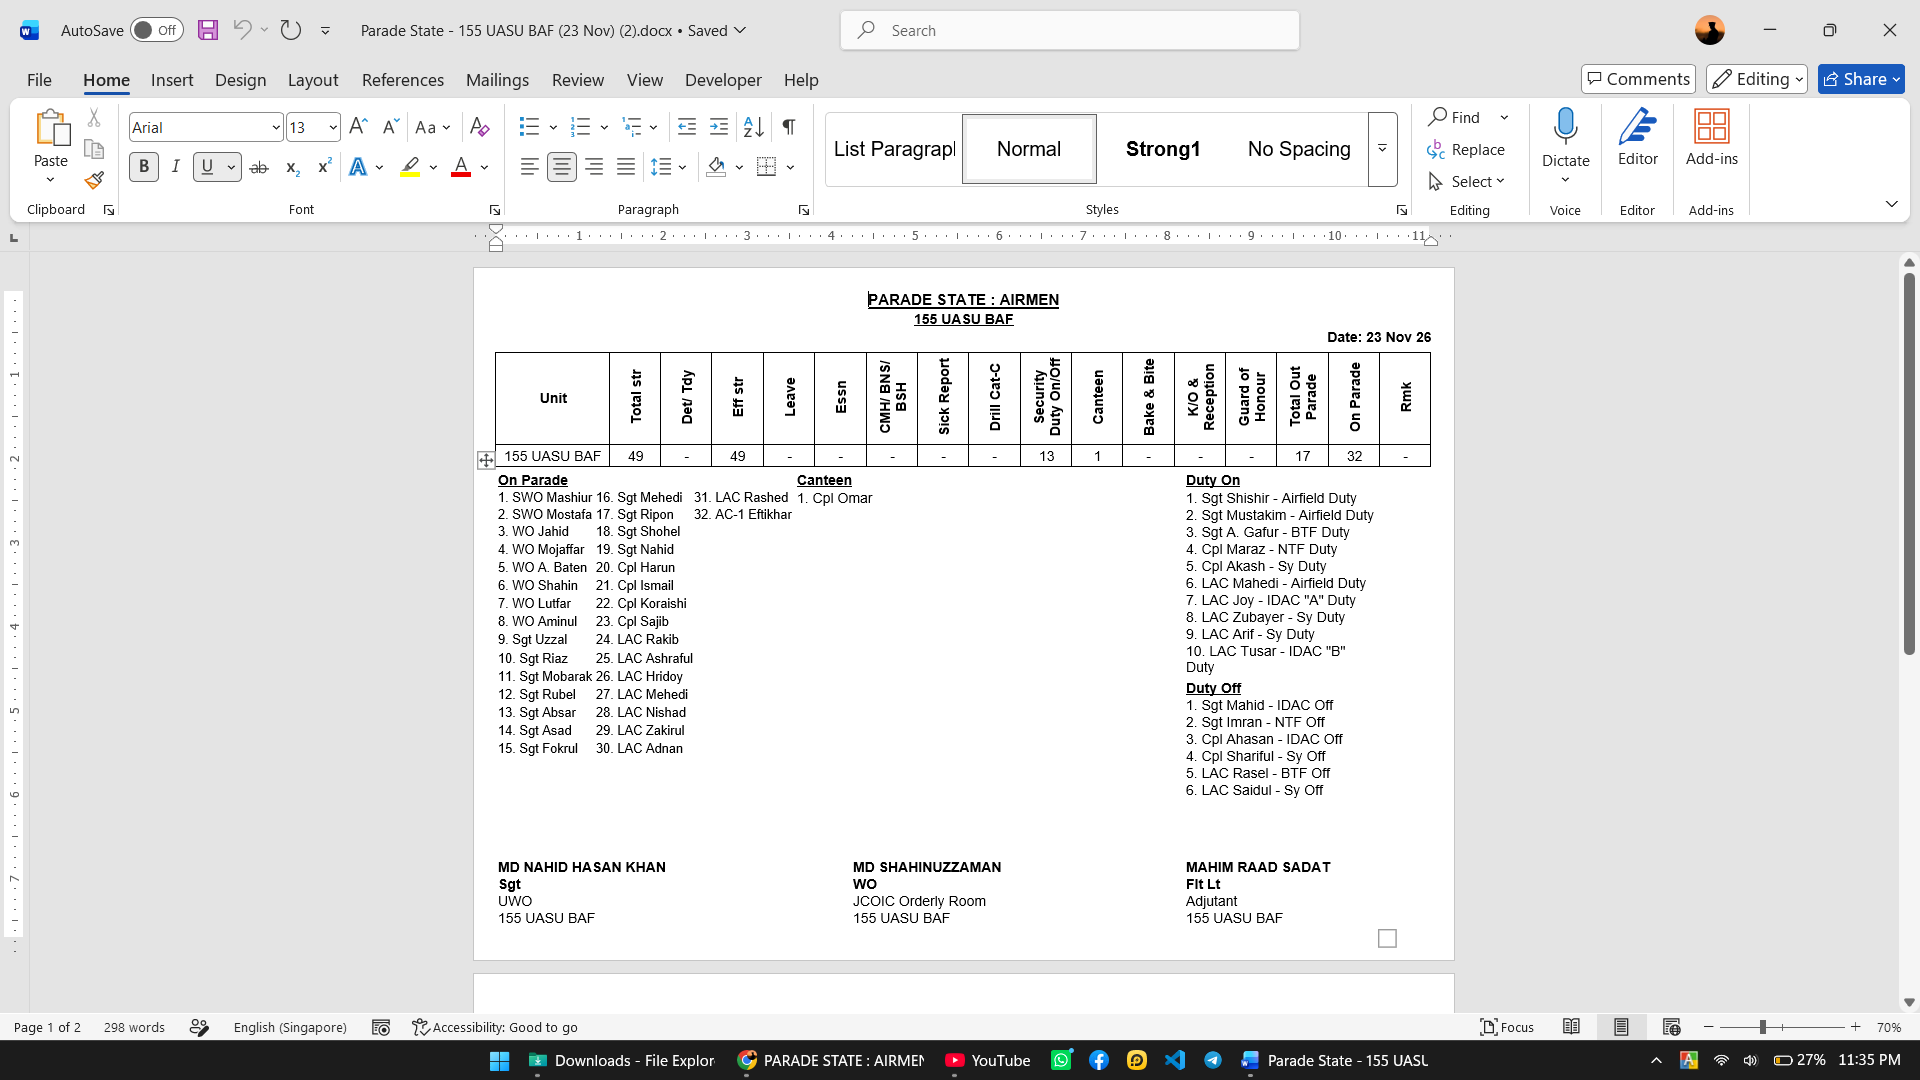 AutoSave Off Parade State - 155 UASU BAF (23 Nov) (2).docx • Saved Search
File Home Insert Design Layout References Mailings Review View Developer Help Comments Editing Share
Paste
Clipboard
Arial 13
Font
Paragraph
List Paragrapl Normal Strong1 No Spacing
Styles
Find
Replace
Select
Editing
Dictate
Voice
Editor
Editor
Add-ins
Add-ins
1 2 3 4 5 6 7 8 9 10 11
PARADE STATE : AIRMEN
155 UASU BAF
Date: 23 Nov 26
Unit Total str Det/ Tdy Eff str Leave Essn CMH/ BNS/ BSH Sick Report Drill Cat-C Security Duty On/Off Canteen Bake & Bite K/O & Reception Guard of Honour Total Out Parade On Parade Rmk
155 UASU BAF 49 - 49 - - - - - 13 1 - - - 17 32 -
On Parade
1. SWO Mashiur 16. Sgt Mehedi 31. LAC Rashed
2. SWO Mostafa 17. Sgt Ripon 32. AC-1 Eftikhar
3. WO Jahid 18. Sgt Shohel
4. WO Mojaffar 19. Sgt Nahid
5. WO A. Baten 20. Cpl Harun
6. WO Shahin 21. Cpl Ismail
7. WO Lutfar 22. Cpl Koraishi
8. WO Aminul 23. Cpl Sajib
9. Sgt Uzzal 24. LAC Rakib
10. Sgt Riaz 25. LAC Ashraful
11. Sgt Mobarak 26. LAC Hridoy
12. Sgt Rubel 27. LAC Mehedi
13. Sgt Absar 28. LAC Nishad
14. Sgt Asad 29. LAC Zakirul
15. Sgt Fokrul 30. LAC Adnan
Canteen
1. Cpl Omar
Duty On
1. Sgt Shishir - Airfield Duty
2. Sgt Mustakim - Airfield Duty
3. Sgt A. Gafur - BTF Duty
4. Cpl Maraz - NTF Duty
5. Cpl Akash - Sy Duty
6. LAC Mahedi - Airfield Duty
7. LAC Joy - IDAC "A" Duty
8. LAC Zubayer - Sy Duty
9. LAC Arif - Sy Duty
10. LAC Tusar - IDAC "B"
Duty
Duty Off
1. Sgt Mahid - IDAC Off
2. Sgt Imran - NTF Off
3. Cpl Ahasan - IDAC Off
4. Cpl Shariful - Sy Off
5. LAC Rasel - BTF Off
6. LAC Saidul - Sy Off
MD NAHID HASAN KHAN
Sgt
UWO
155 UASU BAF
MD SHAHINUZZAMAN
WO
JCOIC Orderly Room
155 UASU BAF
MAHIM RAAD SADAT
Flt Lt
Adjutant
155 UASU BAF
1 2 3 4 5 6 7
Page 1 of 2 298 words English (Singapore) Accessibility: Good to go Focus 70%
Downloads - File Explor PARADE STATE : AIRMEN YouTube Parade State - 155 UASU 27% 11:35 PM